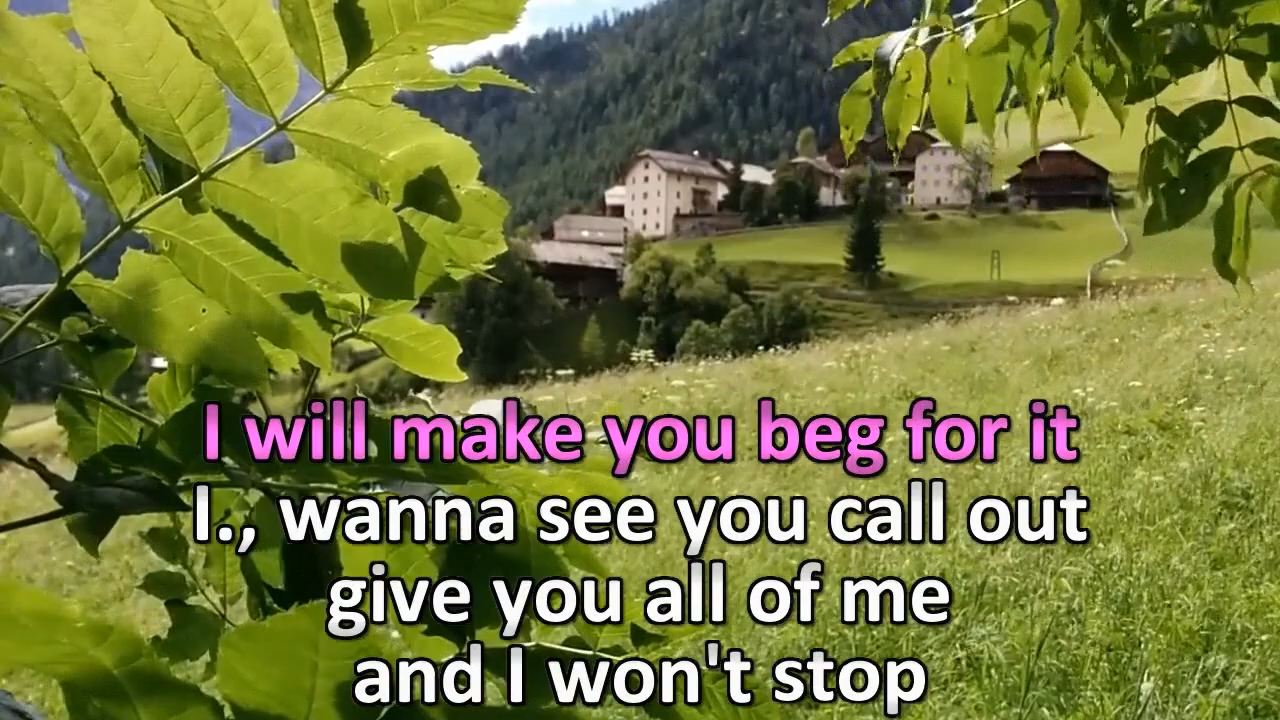 I will make you beg for it
I., wanna see you call out
give you all of me
and I won't stop